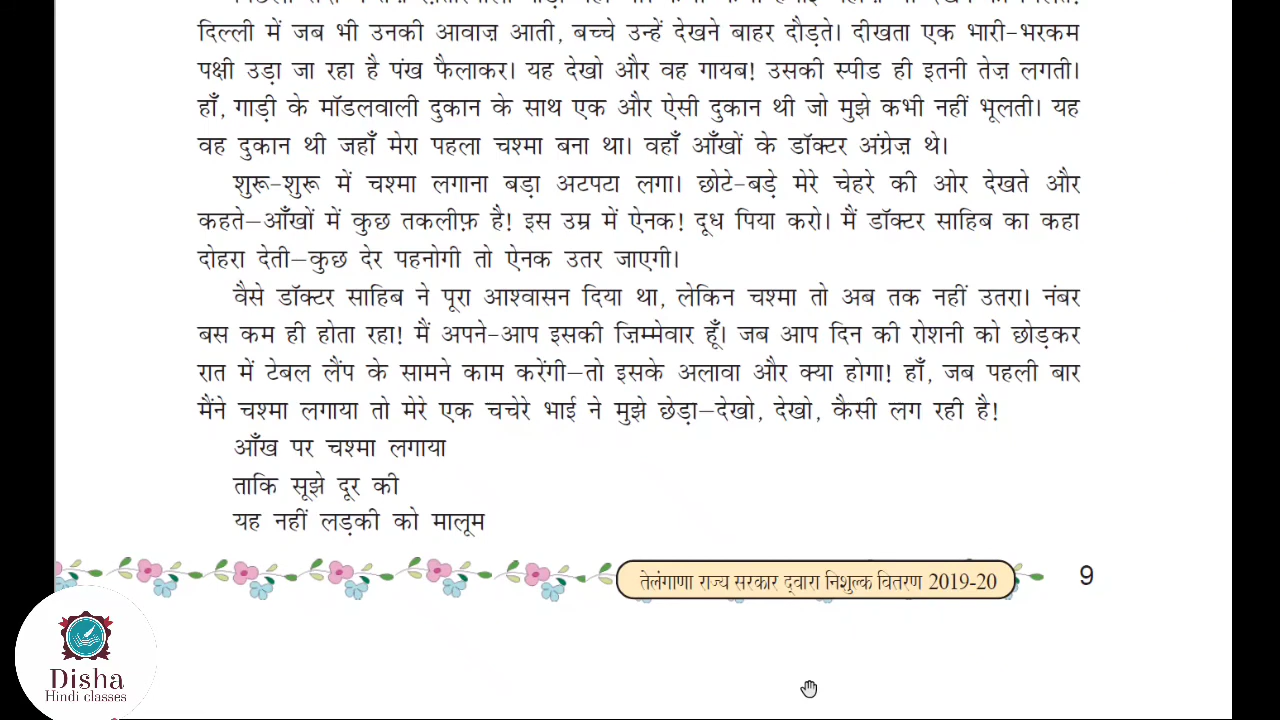 दिल्ली में जब भी उनकी आवाज़ आती, बच्चे उन्हें देखने बाहर दौड़ते। दीखता एक भारी-भरकम
पक्षी उड़ा जा रहा है पंख फैलाकर। यह देखो और वह गायब! उसकी स्पीड ही इतनी तेज़ लगती।
हाँ, गाड़ी के मॉडलवाली दुकान के साथ एक और ऐसी दुकान थी जो मुझे कभी नहीं भूलती। यह
वह दुकान थी जहाँ मेरा पहला चश्मा बना था। वहाँ आँखों के डॉक्टर अंग्रेज़ थे।
शुरू-शुरू में चश्मा लगाना बड़ा अटपटा लगा। छोटे-बड़े मेरे चेहरे की ओर देखते और
कहते—आँखों में कुछ तकलीफ़ है! इस उम्र में ऐनक! दूध पिया करो। मैं डॉक्टर साहिब का कहा
दोहरा देती—कुछ देर पहनोगी तो ऐनक उतर जाएगी।
वैसे डॉक्टर साहिब ने पूरा आश्वासन दिया था, लेकिन चश्मा तो अब तक नहीं उतरा। नंबर
बस कम ही होता रहा! मैं अपने-आप इसकी ज़िम्मेवार हूँ। जब आप दिन की रोशनी को छोड़कर
रात में टेबल लैंप के सामने काम करेंगी—तो इसके अलावा और क्या होगा! हाँ, जब पहली बार
मैंने चश्मा लगाया तो मेरे एक चचेरे भाई ने मुझे छेड़ा—देखो, देखो, कैसी लग रही है!
आँख पर चश्मा लगाया
ताकि सूझे दूर की
यह नहीं लड़की को मालूम
तेलंगाणा राज्य सरकार द्वारा निशुल्क वितरण 2019-20
9
Disha
Hindi classes